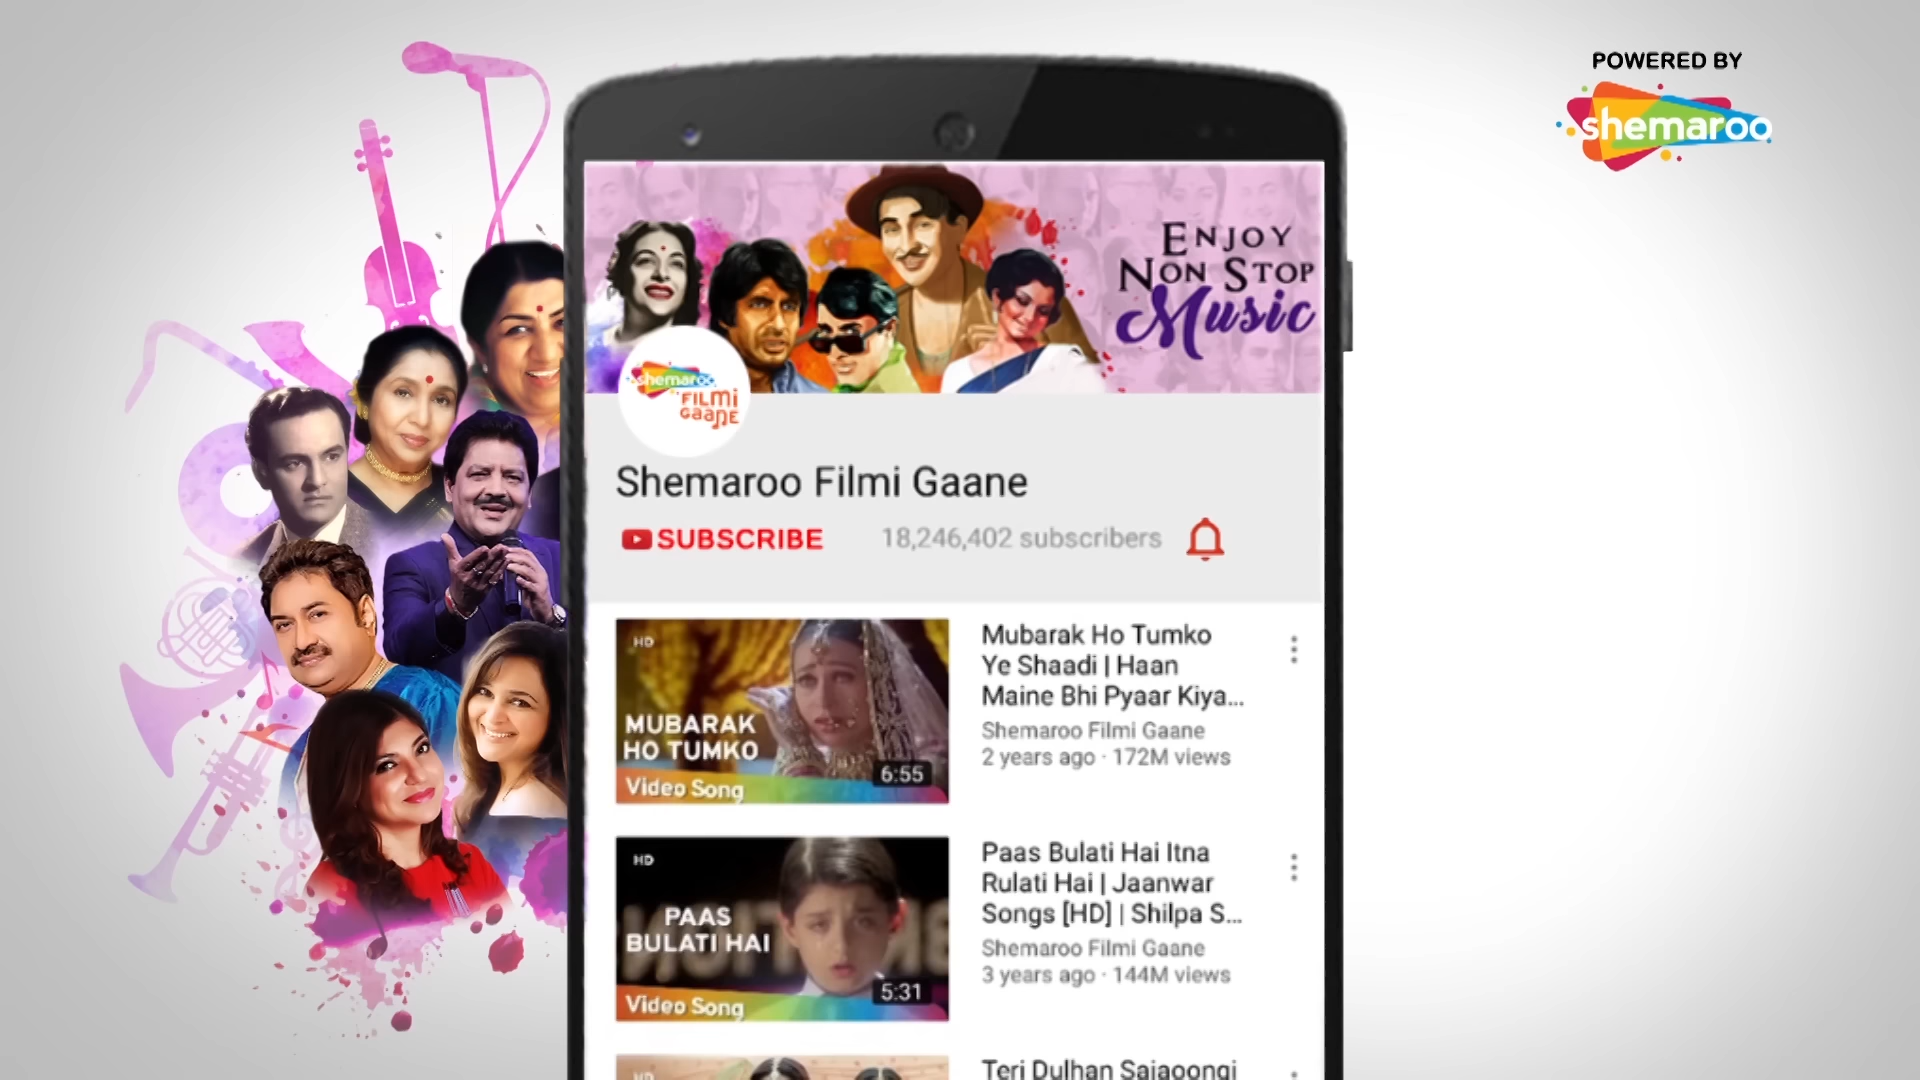 POWERED BY
shemaroo
ENJOY
NON STOP
Music
shemaroo
FILMI
GAANE
Shemaroo Filmi Gaane
SUBSCRIBE 18,246,402 subscribers
HD
MUBARAK
HO TUMKO
Video Song
6:55
Mubarak Ho Tumko
Ye Shaadi | Haan
Maine Bhi Pyaar Kiya...
Shemaroo Filmi Gaane
2 years ago · 172M views
HD
PAAS
BULATI HAI
Video Song
5:31
Paas Bulati Hai Itna
Rulati Hai | Jaanwar
Songs [HD] | Shilpa S...
Shemaroo Filmi Gaane
3 years ago · 144M views
HD
Teri Dulhan Sajaoongi